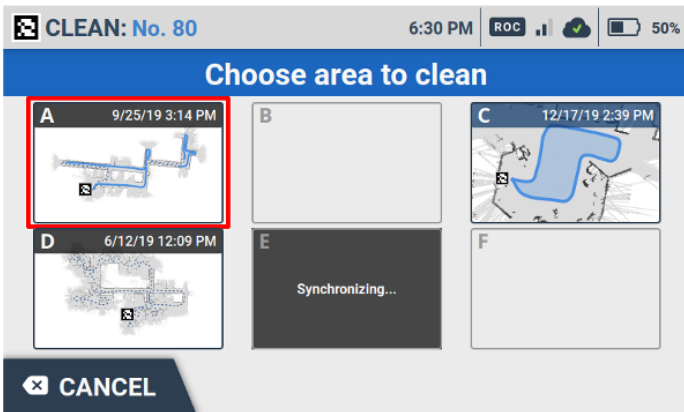 CLEAN: No. 80
6:30 PM ROC 50%
Choose area to clean
A 9/25/19 3:14 PM
B
C 12/17/19 2:39 PM
D 6/12/19 12:09 PM
E
Synchronizing...
F
CANCEL